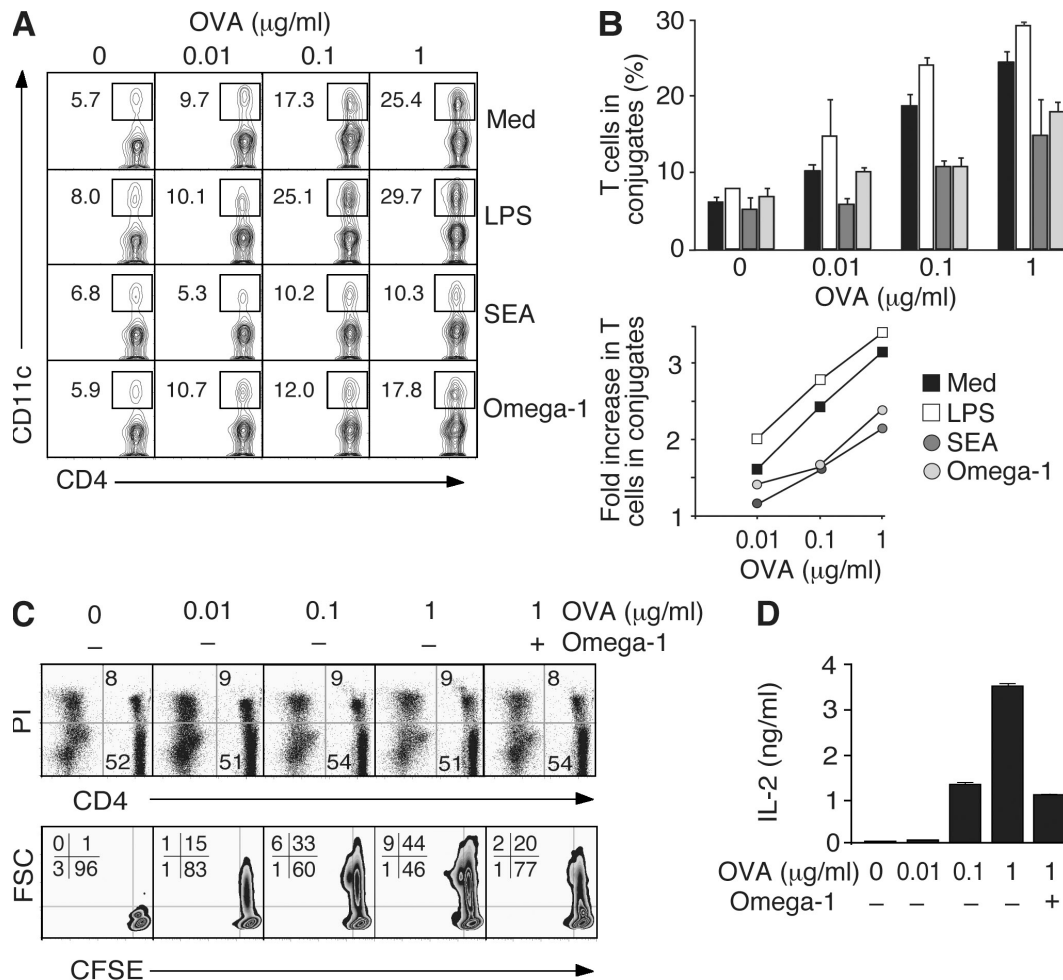 A
OVA (μg/ml)
0 0.01 0.1 1
5.7 9.7 17.3 25.4
Med
8.0 10.1 25.1 29.7
LPS
6.8 5.3 10.2 10.3
SEA
5.9 10.7 12.0 17.8
Omega-1
CD11c
CD4
B
T cells in
conjugates (%)
30
20
10
0
0 0.01 0.1 1
OVA (μg/ml)
Fold increase in T
cells in conjugates
3
2
1
0.01 0.1 1
OVA (μg/ml)
Med
LPS
SEA
Omega-1
C
0 0.01 0.1 1 1 OVA (μg/ml)
– – – – + Omega-1
PI
8 9 9 9 8
52 51 54 51 54
CD4
FSC
0 1 1 15 6 33 9 44 2 20
3 96 1 83 1 60 1 46 1 77
CFSE
D
IL-2 (ng/ml)
4
3
2
1
0
OVA (μg/ml) 0 0.01 0.1 1 1
Omega-1 – – – – +